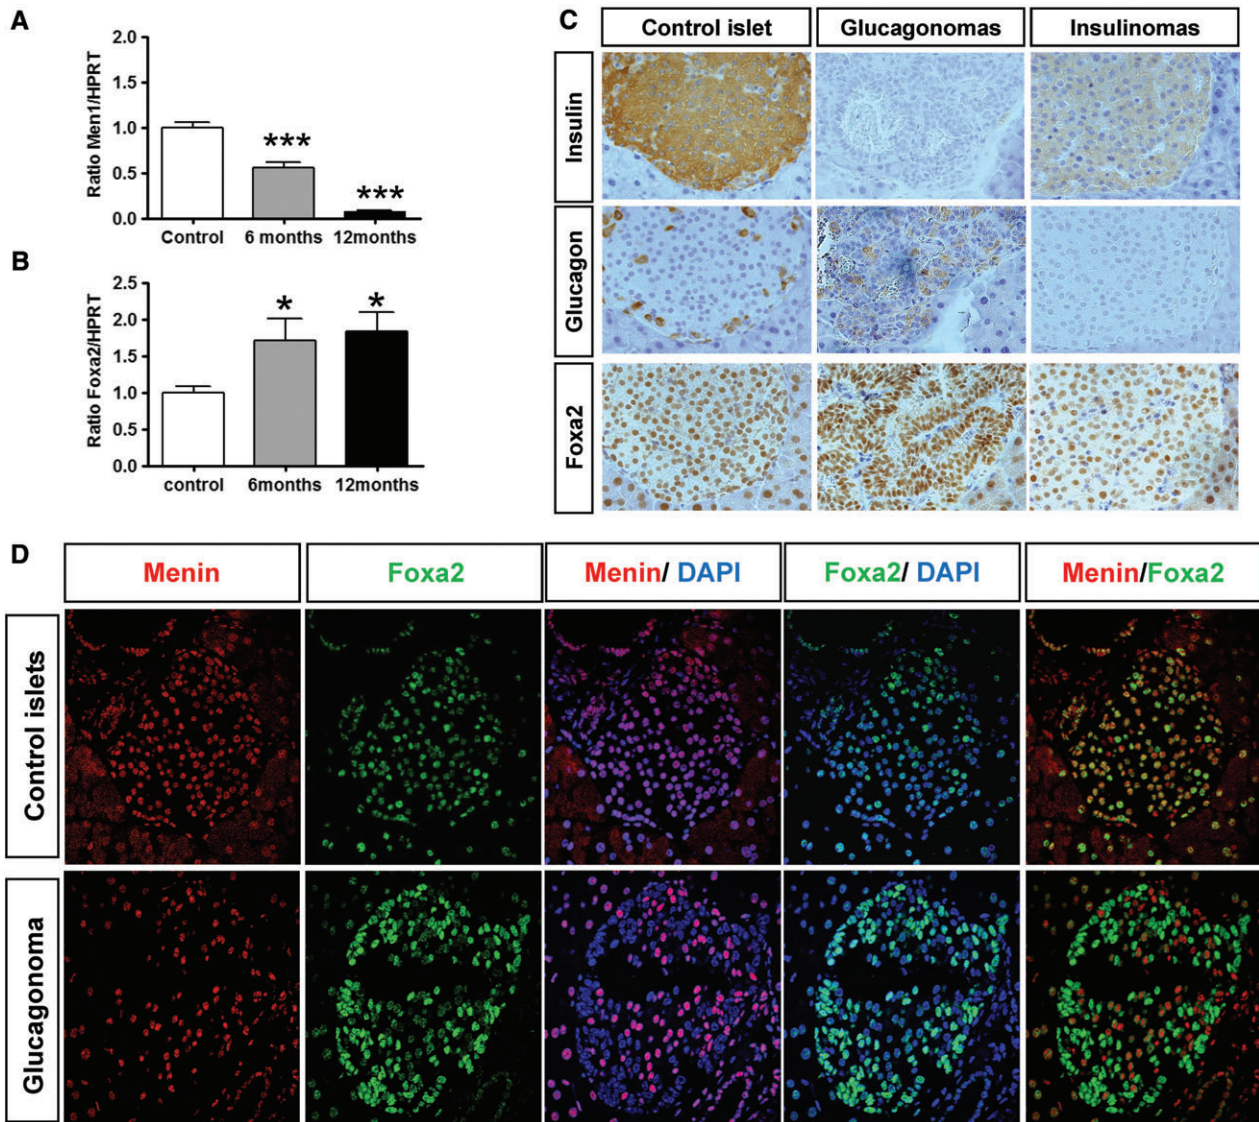 A
Ratio Men1/HPRT
2.0
1.5
1.0
0.5
0.0
***
***
Control
6 months
12months
B
Ratio Foxa2/HPRT
2.5
2.0
1.5
1.0
0.5
0.0
*
*
control
6months
12months
C
Control islet
Glucagonomas
Insulinomas
Insulin
Glucagon
Foxa2
D
Menin
Foxa2
Menin/ DAPI
Foxa2/ DAPI
Menin/Foxa2
Control islets
Glucagonoma